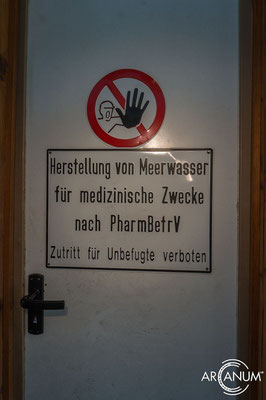 Herstellung von Meerwasser
für medizinische Zwecke
nach PharmBetrV
Zutritt für Unbefugte verboten
ARCANUM